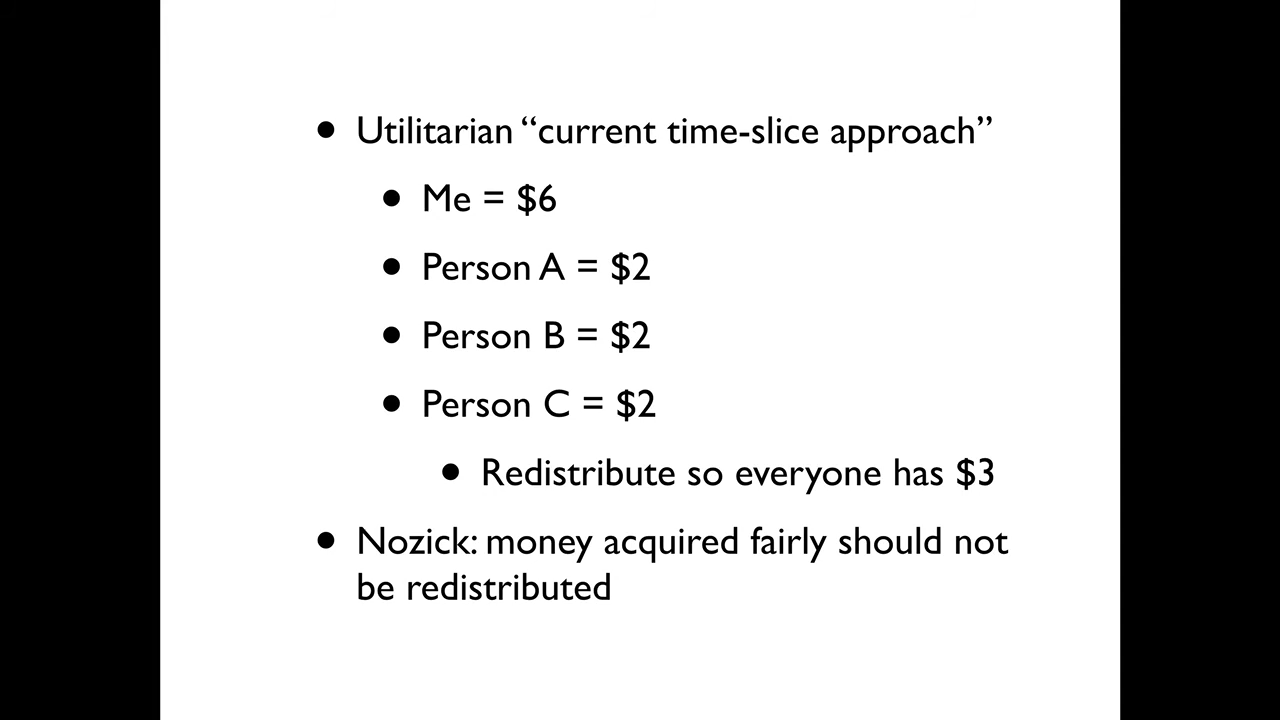 • Utilitarian “current time-slice approach”
• Me = $6
• Person A = $2
• Person B = $2
• Person C = $2
• Redistribute so everyone has $3
• Nozick: money acquired fairly should not
be redistributed